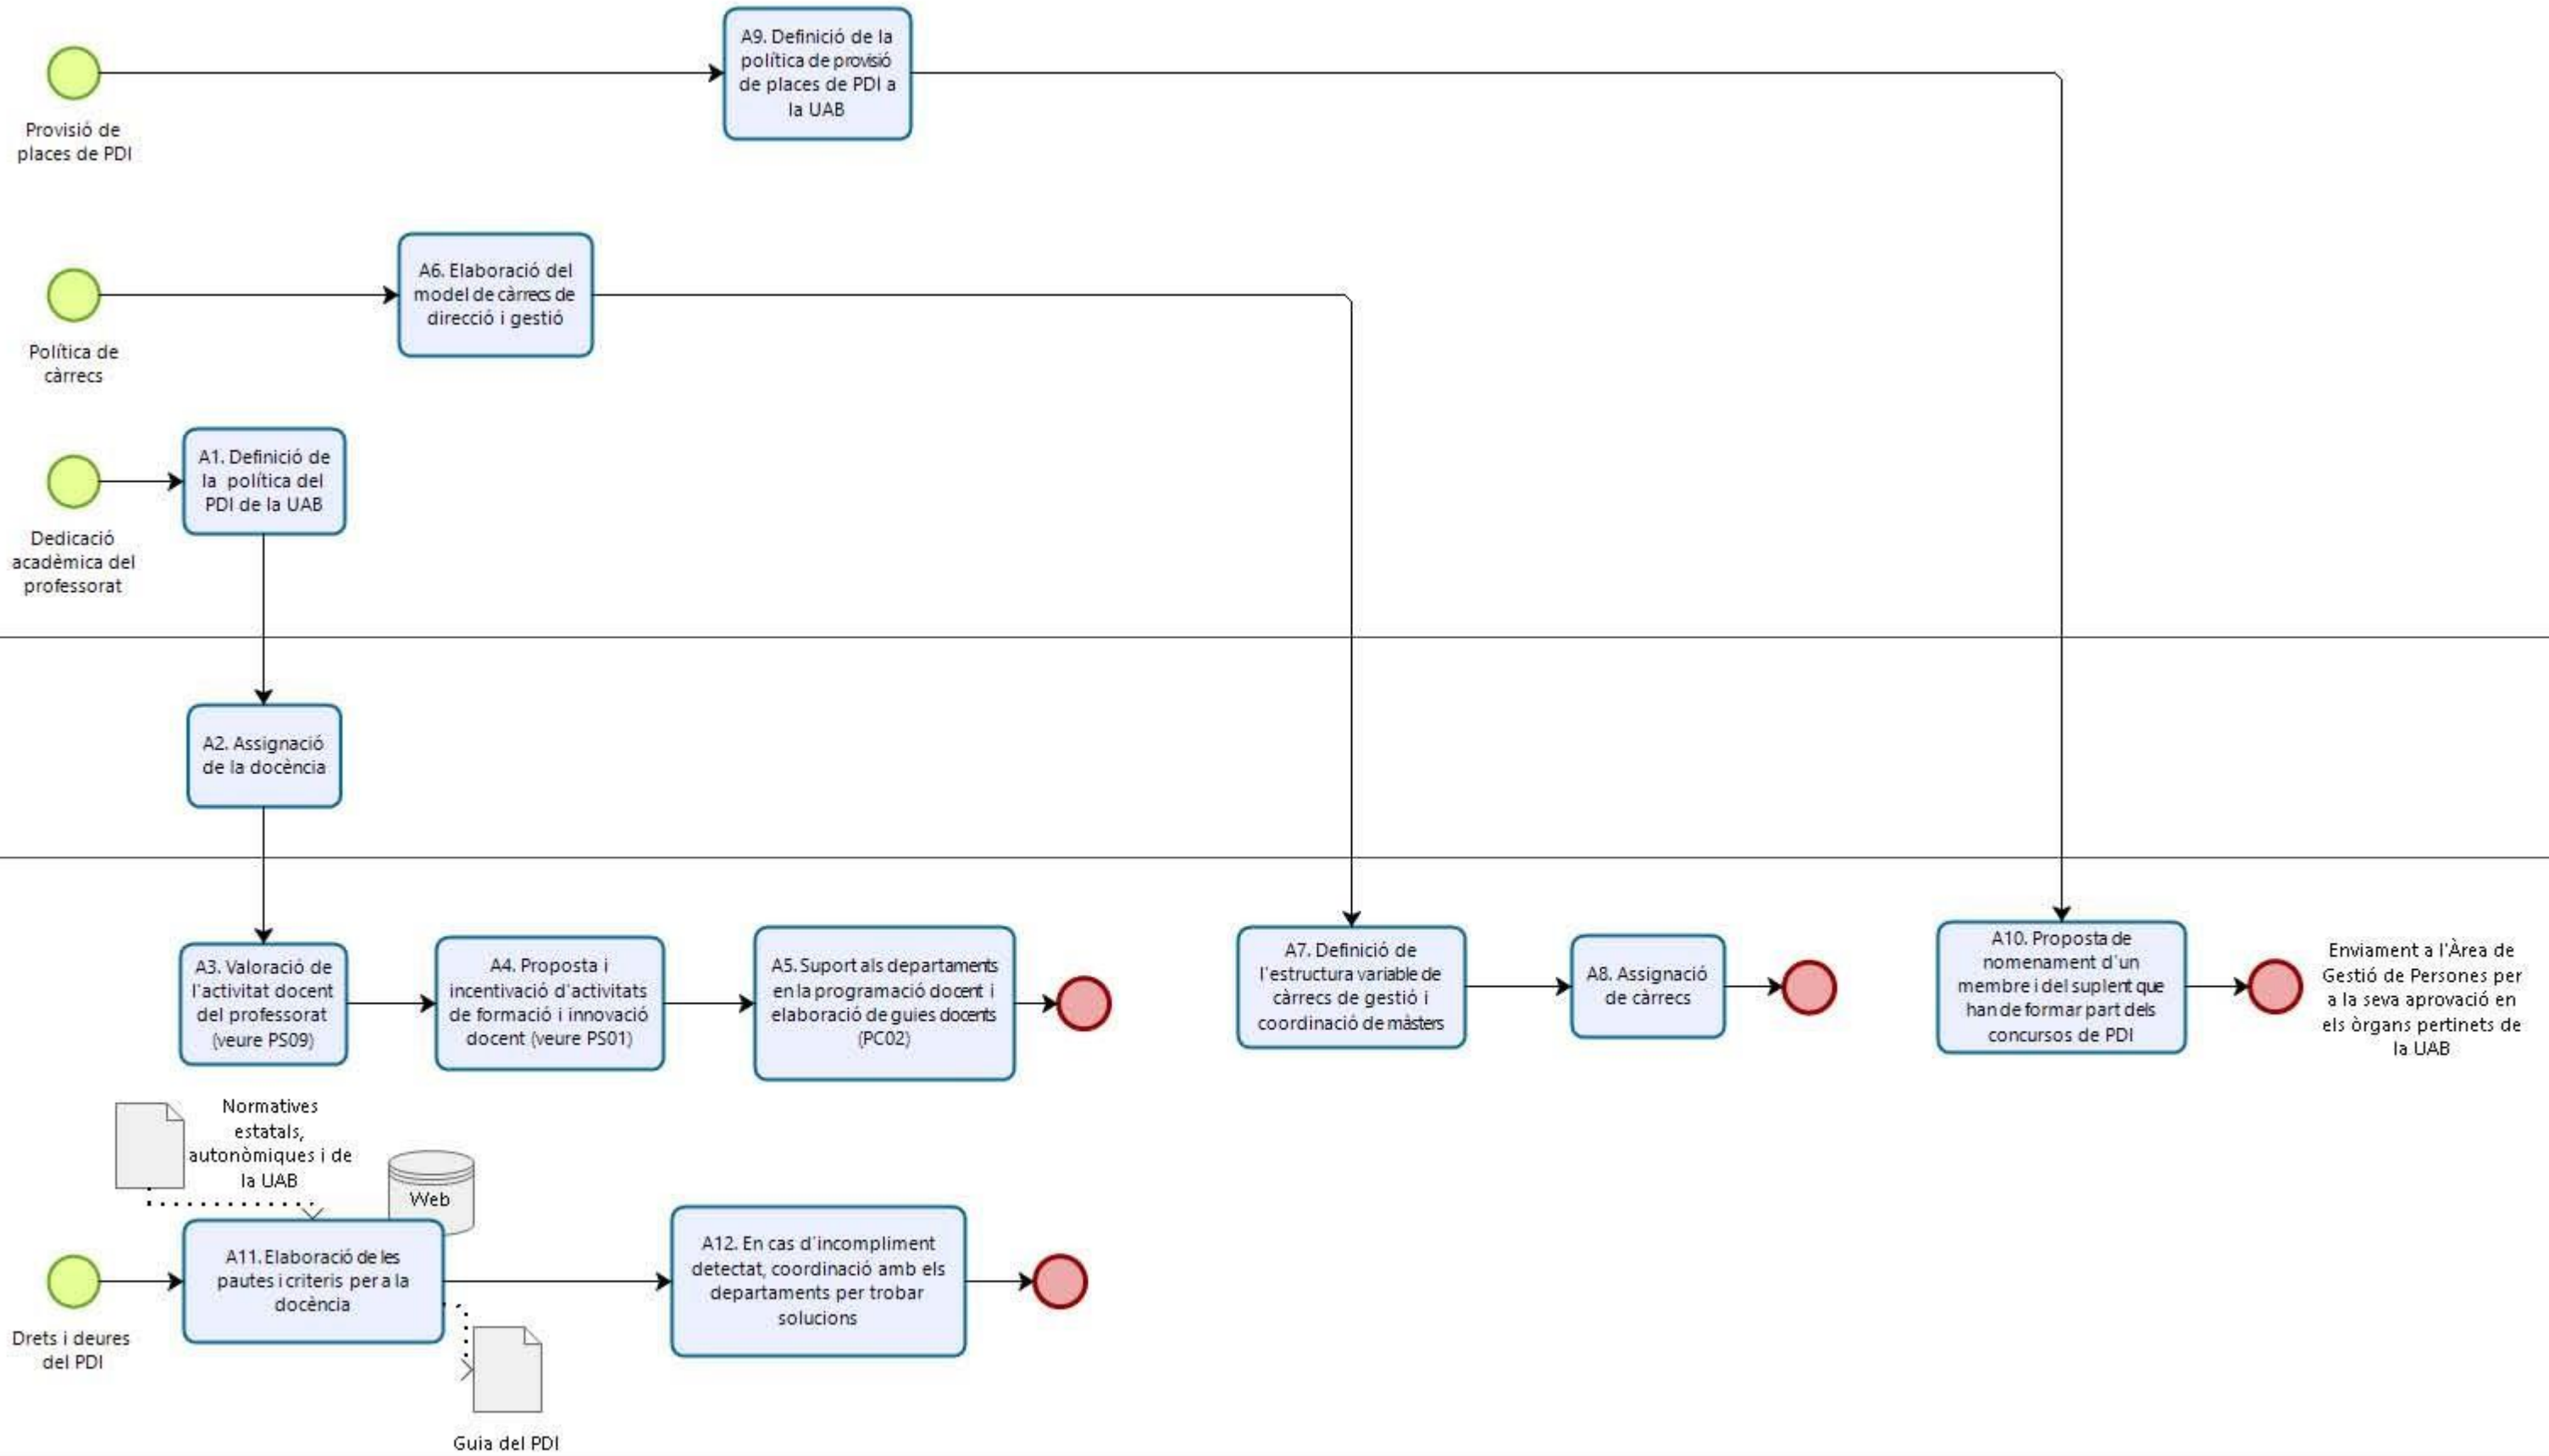 A9. Definició de la
política de provisió
de places de PDI a
la UAB
Provisió de
places de PDI
A6. Elaboració del
model de càrrecs de
direcció i gestió
Política de
càrrecs
A1. Definició de
la política del
PDI de la UAB
Dedicació
acadèmica del
professorat
A2. Assignació
de la docència
A3. Valoració de
l'activitat docent
del professorat
(veure PS09)
A4. Proposta i
incentivació d'activitats
de formació i innovació
docent (veure PS01)
A5. Suport als departaments
en la programació docent i
elaboració de guies docents
(PC02)
A7. Definició de
l'estructura variable de
càrrecs de gestió i
coordinació de màsters
A8. Assignació
de càrrecs
A10. Proposta de
nomenament d'un
membre i del suplent que
han de formar part dels
concursos de PDI
Enviament a l'Àrea de
Gestió de Persones per
a la seva aprovació en
els òrgans pertinets de
la UAB
Normatives
estatals,
autonòmiques i de
la UAB
Web
A11. Elaboració de les
pautes i criteris per a la
docència
A12. En cas d'incompliment
detectat, coordinació amb els
departaments per trobar
solucions
Drets i deures
del PDI
Guia del PDI